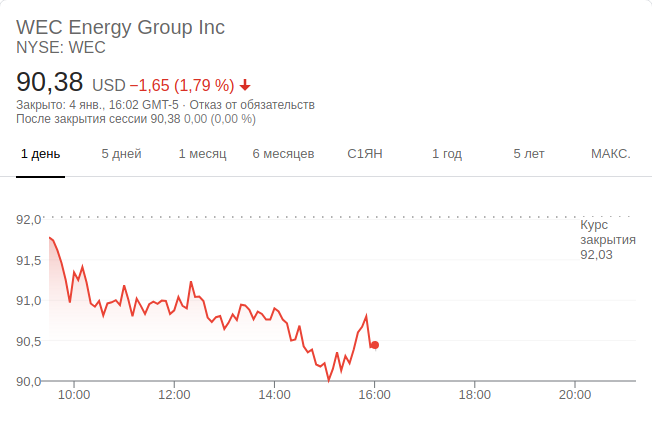 WEC Energy Group Inc
NYSE: WEC
90,38 USD −1,65 (1,79 %)
Закрыто: 4 янв., 16:02 GMT-5 · Отказ от обязательств
После закрытия сессии 90,38 0,00 (0,00 %)
1 день 5 дней 1 месяц 6 месяцев С1ЯН 1 год 5 лет МАКС.
92,0
Курс
закрытия
92,03
91,5
91,0
90,5
90,0
10:00 12:00 14:00 16:00 18:00 20:00